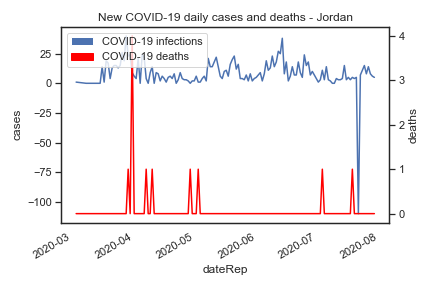 New COVID-19 daily cases and deaths - Jordan
COVID-19 infections
COVID-19 deaths
cases
25
0
−25
−50
−75
−100
deaths
4
3
2
1
0
2020-03
2020-04
2020-05
2020-06
2020-07
2020-08
dateRep